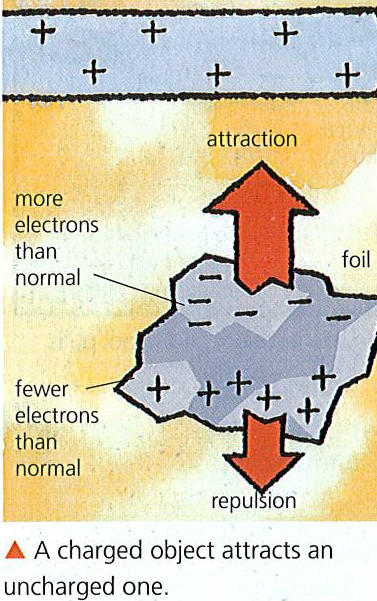 attraction
more
electrons
than
normal
foil
fewer
electrons
than
normal
repulsion
A charged object attracts an
uncharged one.